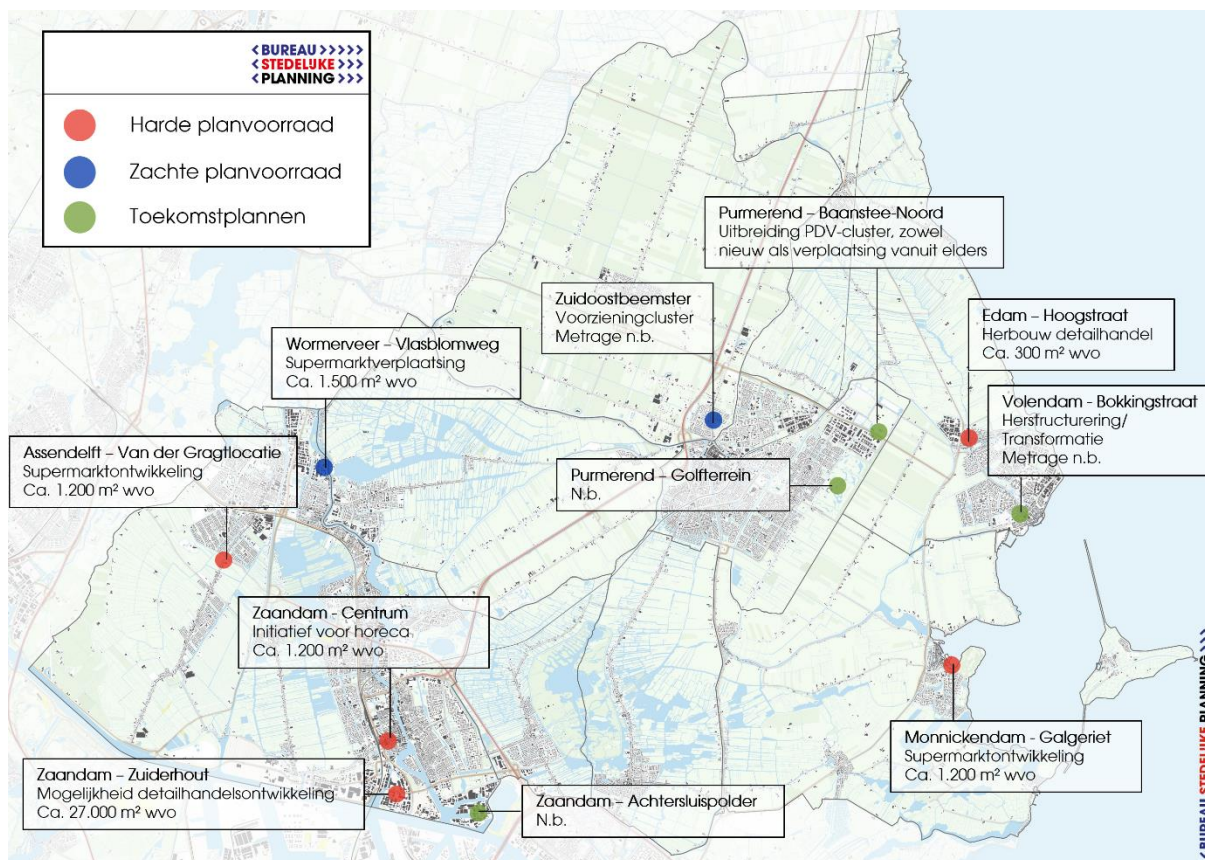 <BUREAU>>>>>
<STEDELIJKE
<PLANNING>>>
Harde planvoorraad
Zachte planvoorraad
Toekomstplannen
Purmerend – Baanstee-Noord
Uitbreiding PDV-cluster, zowel
nieuw als verplaatsing vanuit elders
Zuidoostbeemster
Voorzieningcluster
Metrage n.b.
Edam – Hoogstraat
Herbouw detailhandel
Ca. 300 m² wvo
Wormerveer – Vlasblomweg
Supermarktverplaatsing
Ca. 1.500 m² wvo
Volendam - Bokkingstraat
Herstructurering/
Transformatie
Metrage n.b.
Assendelft – Van der Gragtlocatie
Supermarktontwikkeling
Ca. 1.200 m² wvo
Purmerend – Golfterrein
N.b.
Zaandam - Centrum
Initiatief voor horeca
Ca. 1.200 m² wvo
Monnickendam - Galgeriet
Supermarktontwikkeling
Ca. 1.200 m² wvo
Zaandam – Zuiderhout
Mogelijkheid detailhandelsontwikkeling
Ca. 27.000 m² wvo
Zaandam – Achtersluispolder
N.b.
<BUREAU STEDELIJKE PLANNING>>>